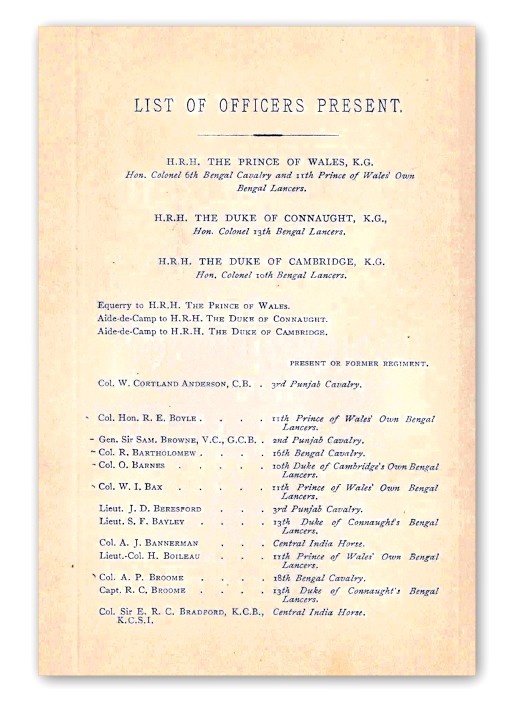 LIST OF OFFICERS PRESENT.
H.R.H. THE PRINCE OF WALES, K.G.
Hon. Colonel 6th Bengal Cavalry and 11th Prince of Wales' Own
Bengal Lancers.
H.R.H. THE DUKE OF CONNAUGHT, K.G.,
Hon. Colonel 13th Bengal Lancers.
H.R.H. THE DUKE OF CAMBRIDGE, K.G.
Hon. Colonel 10th Bengal Lancers.
Equerry to H.R.H. The Prince of Wales.
Aide-de-Camp to H.R.H. The Duke of Connaught.
Aide-de-Camp to H.R.H. The Duke of Cambridge.
PRESENT OR FORMER REGIMENT.
Col. W. Cortland Anderson, C.B. . 3rd Punjab Cavalry.
Col. Hon. R. E. Boyle . . . . 11th Prince of Wales' Own Bengal
Lancers.
Gen. Sir Sam. Browne, V.C., G.C.B. . 2nd Punjab Cavalry.
Col. R. Bartholomew . . . . 16th Bengal Cavalry.
Col. O. Barnes . . . . . 10th Duke of Cambridge's Own Bengal
Lancers.
Col. W. I. Bax . . . . . 11th Prince of Wales' Own Bengal
Lancers.
Lieut. J. D. Beresford . . . 3rd Punjab Cavalry.
Lieut. S. F. Bayley . . . . 13th Duke of Connaught's Bengal
Lancers.
Col. A. J. Bannerman . . . Central India Horse.
Lieut.-Col. H. Boileau . . . . 11th Prince of Wales' Own Bengal
Lancers.
Col. A. P. Broome . . . . 18th Bengal Cavalry.
Capt. R. C. Broome . . . . 13th Duke of Connaught's Bengal
Lancers.
Col. Sir E. R. C. Bradford, K.C.B., Central India Horse.
K.C.S.I.